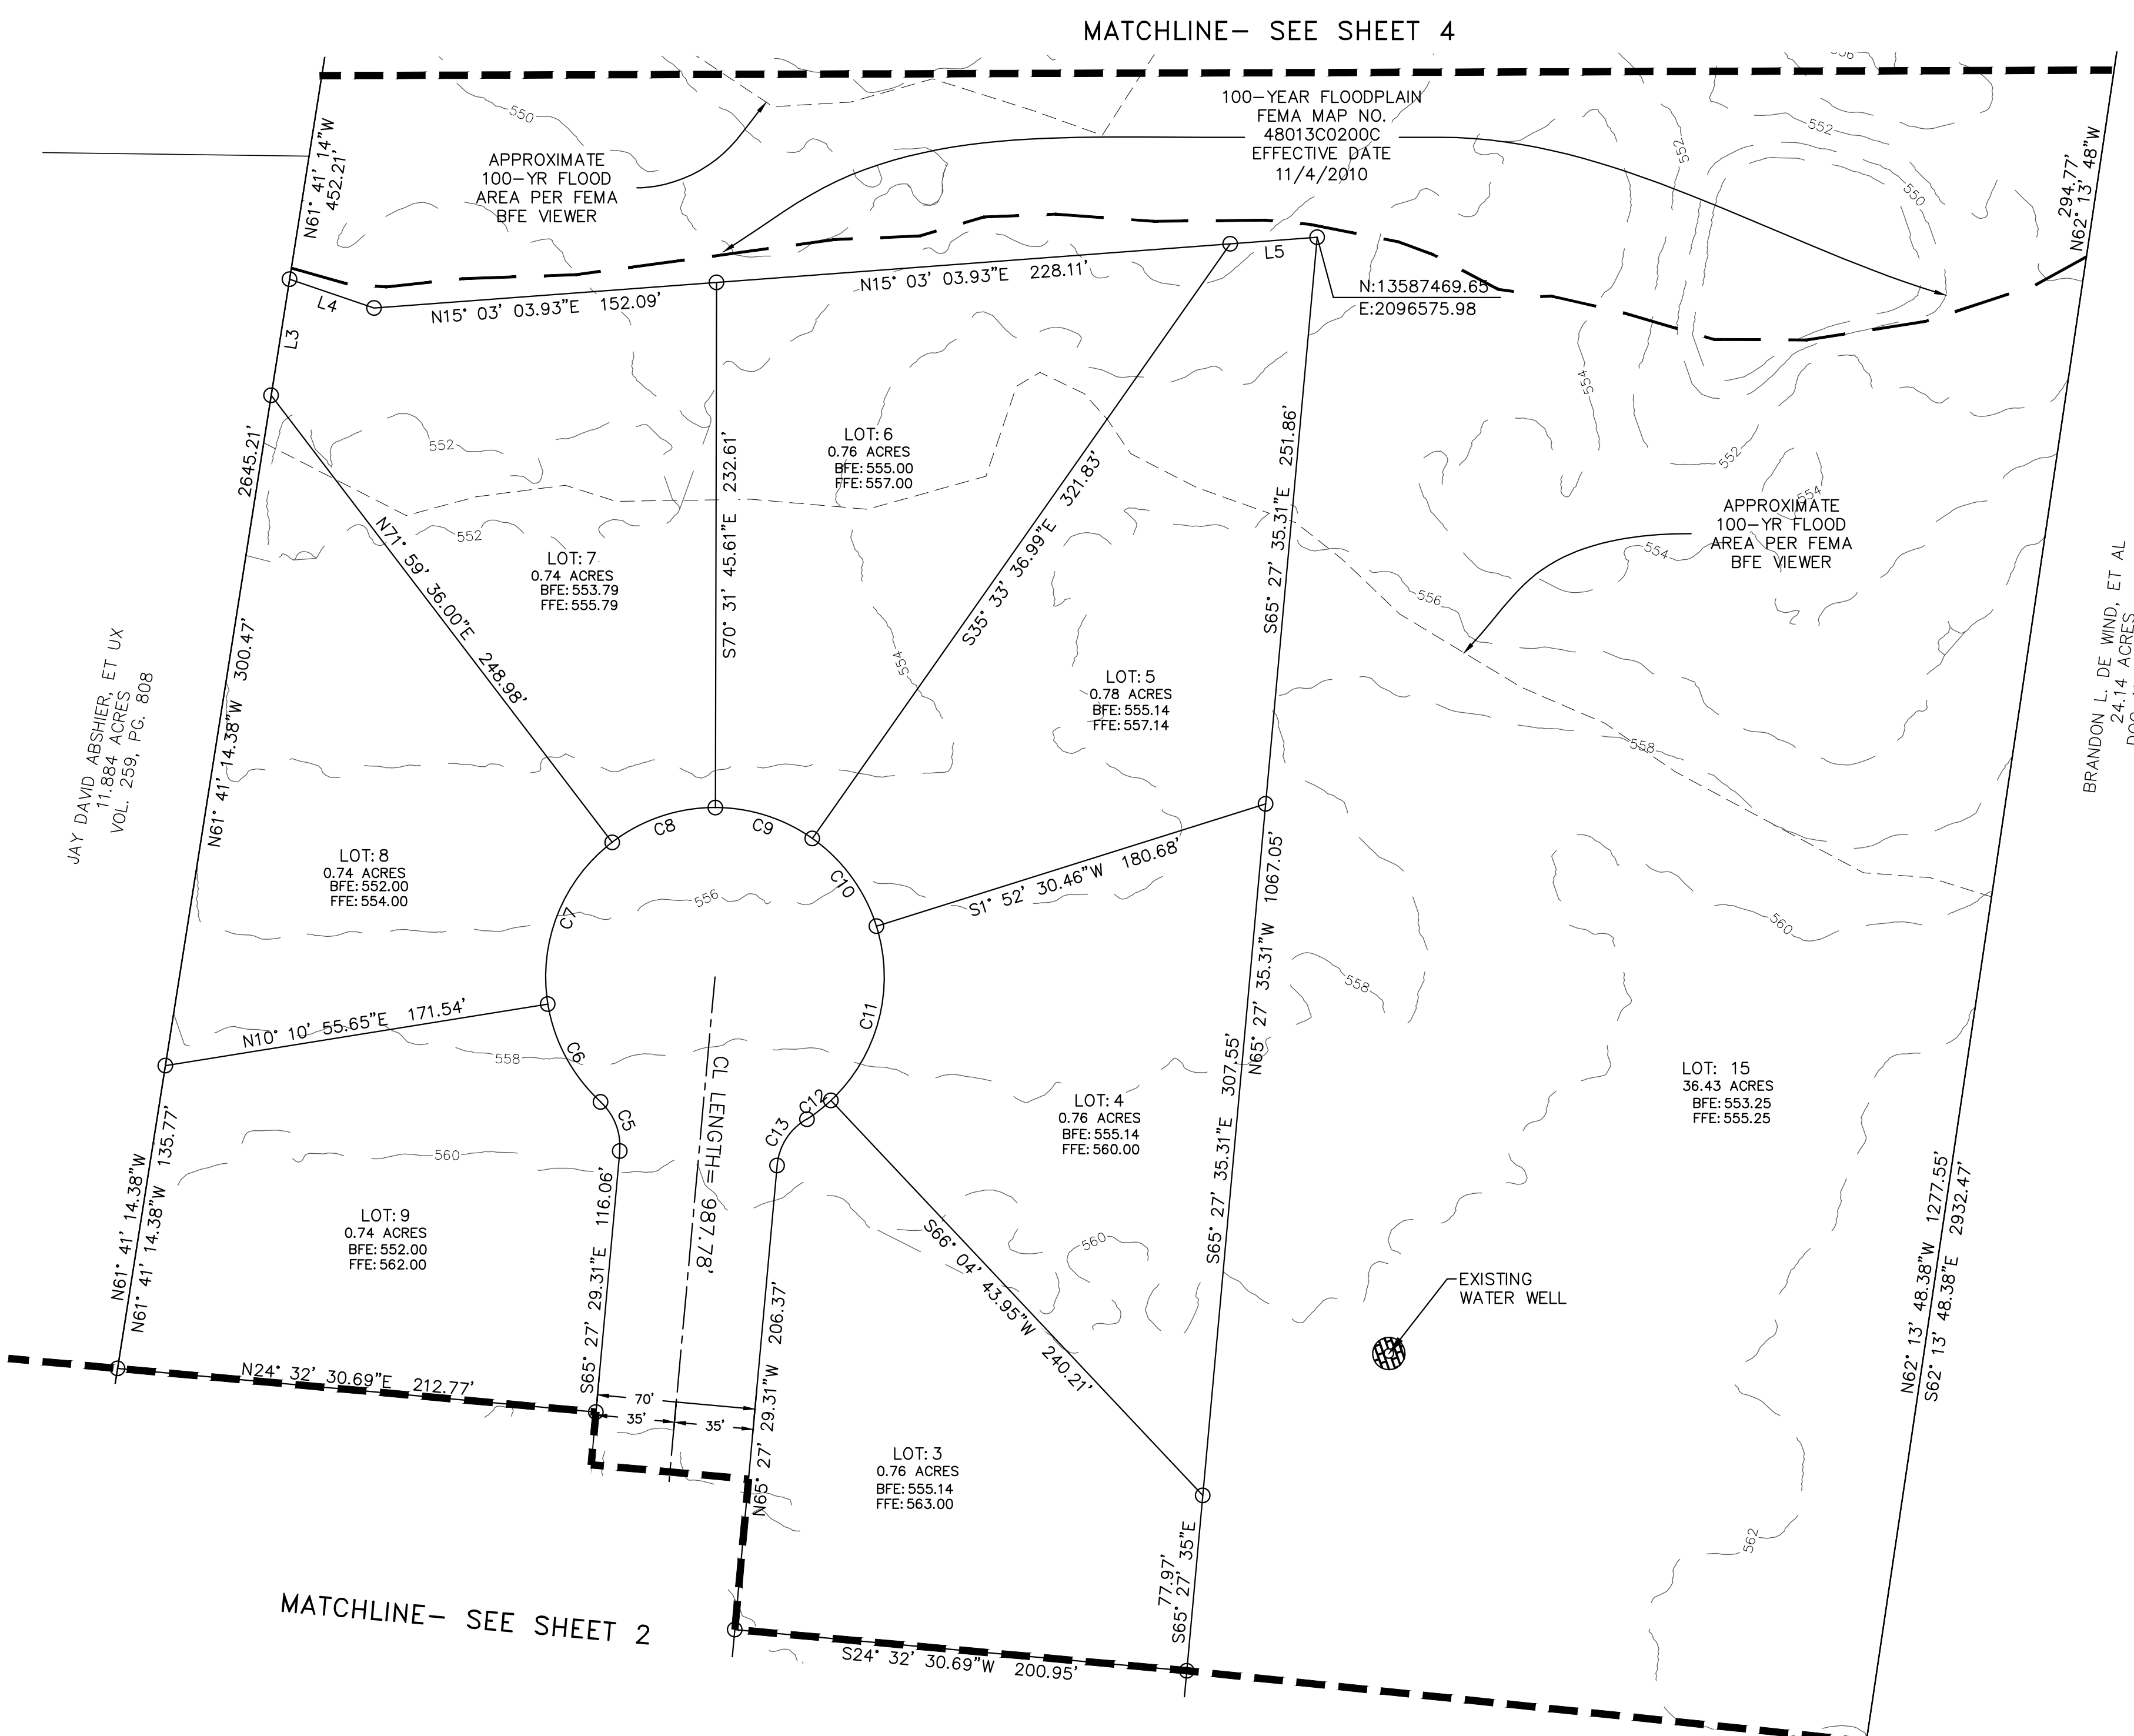 MATCHLINE– SEE SHEET 4
556
100–YEAR FLOODPLAIN
FEMA MAP NO.
48013C0200C
EFFECTIVE DATE
11/4/2010
550
552
552
550
N61° 41' 14"W
452.21'
APPROXIMATE
100–YR FLOOD
AREA PER FEMA
BFE VIEWER
294.77'
N62° 13' 48"W
L4
L3
N15° 03' 03.93"E 152.09'
N15° 03' 03.93"E 228.11'
L5
N:13587469.65
E:2096575.98
554
552
554
2645.21'
552
552
LOT: 6
0.76 ACRES
BFE: 555.00
FFE: 557.00
S70° 31' 45.61"E 232.61'
S35° 33' 36.99"E 321.83'
S65° 27' 35.31"E 251.86'
APPROXIMATE
100–YR FLOOD
AREA PER FEMA
BFE VIEWER
554
556
558
N71° 59' 36.00"E 248.98'
LOT: 7
0.74 ACRES
BFE: 553.79
FFE: 555.79
554
LOT: 5
0.78 ACRES
BFE: 555.14
FFE: 557.14
JAY DAVID ABSHIER, ET UX
11.884 ACRES
VOL. 259, PG. 808
N61° 41' 14.38"W 300.47'
BRANDON L. DE WIND, ET AL
24.14 ACRES
C8
C9
C10
C7
C11
C6
C5
C12
C13
LOT: 8
0.74 ACRES
BFE: 552.00
FFE: 554.00
556
S1° 52' 30.46"W 180.68'
N65° 27' 35.31"W 1067.05'
560
558
N10° 10' 55.65"E 171.54'
558
CL LENGTH= 987.78'
S65° 27' 35.31"E 307.55'
LOT: 15
36.43 ACRES
BFE: 553.25
FFE: 555.25
LOT: 4
0.76 ACRES
BFE: 555.14
FFE: 560.00
560
N61° 41' 14.38"W
N61° 41' 14.38"W 135.77'
LOT: 9
0.74 ACRES
BFE: 552.00
FFE: 562.00
S65° 27' 29.31"E 116.06'
N65° 27' 29.31"W 206.37'
S66° 04' 43.95"W 240.21'
560
EXISTING
WATER WELL
N62° 13' 48.38"W 1277.55'
S62° 13' 48.38"E 2932.47'
N24° 32' 30.69"E 212.77'
70'
35'
35'
LOT: 3
0.76 ACRES
BFE: 555.14
FFE: 563.00
562
77.97'
S65° 27' 35"E
MATCHLINE– SEE SHEET 2
S24° 32' 30.69"W 200.95'